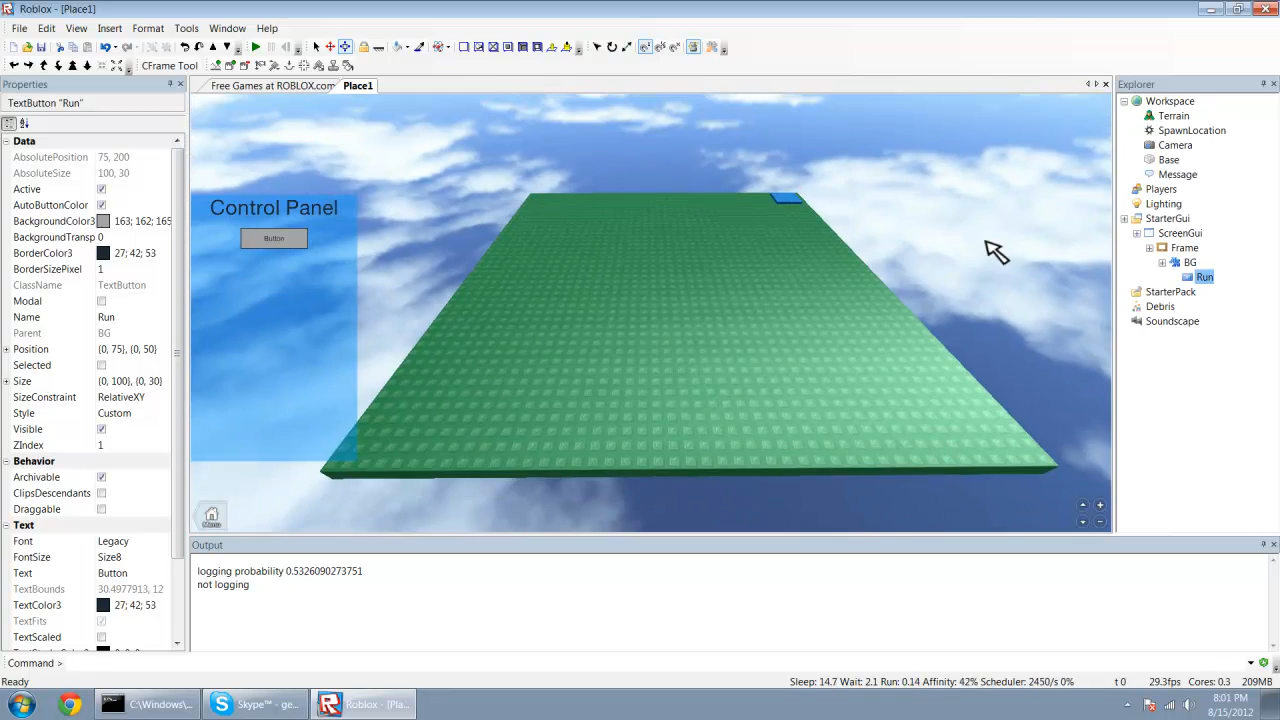 Roblox - [Place1]
File Edit View Insert Format Tools Window Help
CFrame Tool
Properties
TextButton "Run"
Data
AbsolutePosition 75, 200
AbsoluteSize 100, 30
Active
AutoButtonColor
BackgroundColor3 163; 162; 165
BackgroundTransp 0
BorderColor3 27; 42; 53
BorderSizePixel 1
ClassName TextButton
Modal
Name Run
Parent BG
Position {0, 75}, {0, 50}
Selected
Size {0, 100}, {0, 30}
SizeConstraint RelativeXY
Style Custom
Visible
ZIndex 1
Behavior
Archivable
ClipsDescendants
Draggable
Text
Font Legacy
FontSize Size8
Text Button
TextBounds 30.4977913, 12
TextColor3 27; 42; 53
TextFits
TextScaled
Free Games at ROBLOX.com
Place1
Control Panel
Button
Menu
Explorer
Workspace
Terrain
SpawnLocation
Camera
Base
Message
Players
Lighting
StarterGui
ScreenGui
Frame
BG
Run
StarterPack
Debris
Soundscape
Output
logging probability 0.5326090273751
not logging
Command >
Ready
Sleep: 14.7 Wait: 2.1 Run: 0.14 Affinity: 42% Scheduler: 2450/s 0%
t 0
29.3fps
Cores: 0.3
209MB
C:\Windows\...
Skype™ - ge...
Roblox - [Pla...
8:01 PM
8/15/2012